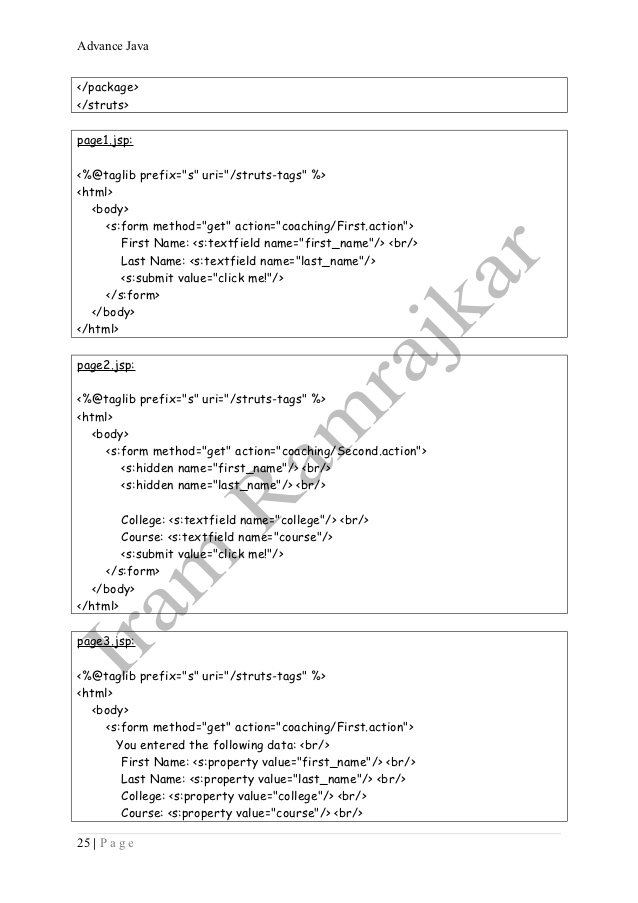 Advance Java
</package>
</struts>
page1.jsp:
<%@taglib prefix="s" uri="/struts-tags" %>
<html>
<body>
<s:form method="get" action="coaching/First.action">
First Name: <s:textfield name="first_name"/> <br/>
Last Name: <s:textfield name="last_name"/>
<s:submit value="click me!"/>
</s:form>
</body>
</html>
page2.jsp:
<%@taglib prefix="s" uri="/struts-tags" %>
<html>
<body>
<s:form method="get" action="coaching/Second.action">
<s:hidden name="first_name"/> <br/>
<s:hidden name="last_name"/> <br/>
College: <s:textfield name="college"/> <br/>
Course: <s:textfield name="course"/>
<s:submit value="click me!"/>
</s:form>
</body>
</html>
page3.jsp:
<%@taglib prefix="s" uri="/struts-tags" %>
<html>
<body>
<s:form method="get" action="coaching/First.action">
You entered the following data: <br/>
First Name: <s:property value="first_name"/> <br/>
Last Name: <s:property value="last_name"/> <br/>
College: <s:property value="college"/> <br/>
Course: <s:property value="course"/> <br/>
25 | P a g e
Iram Ramrajkar